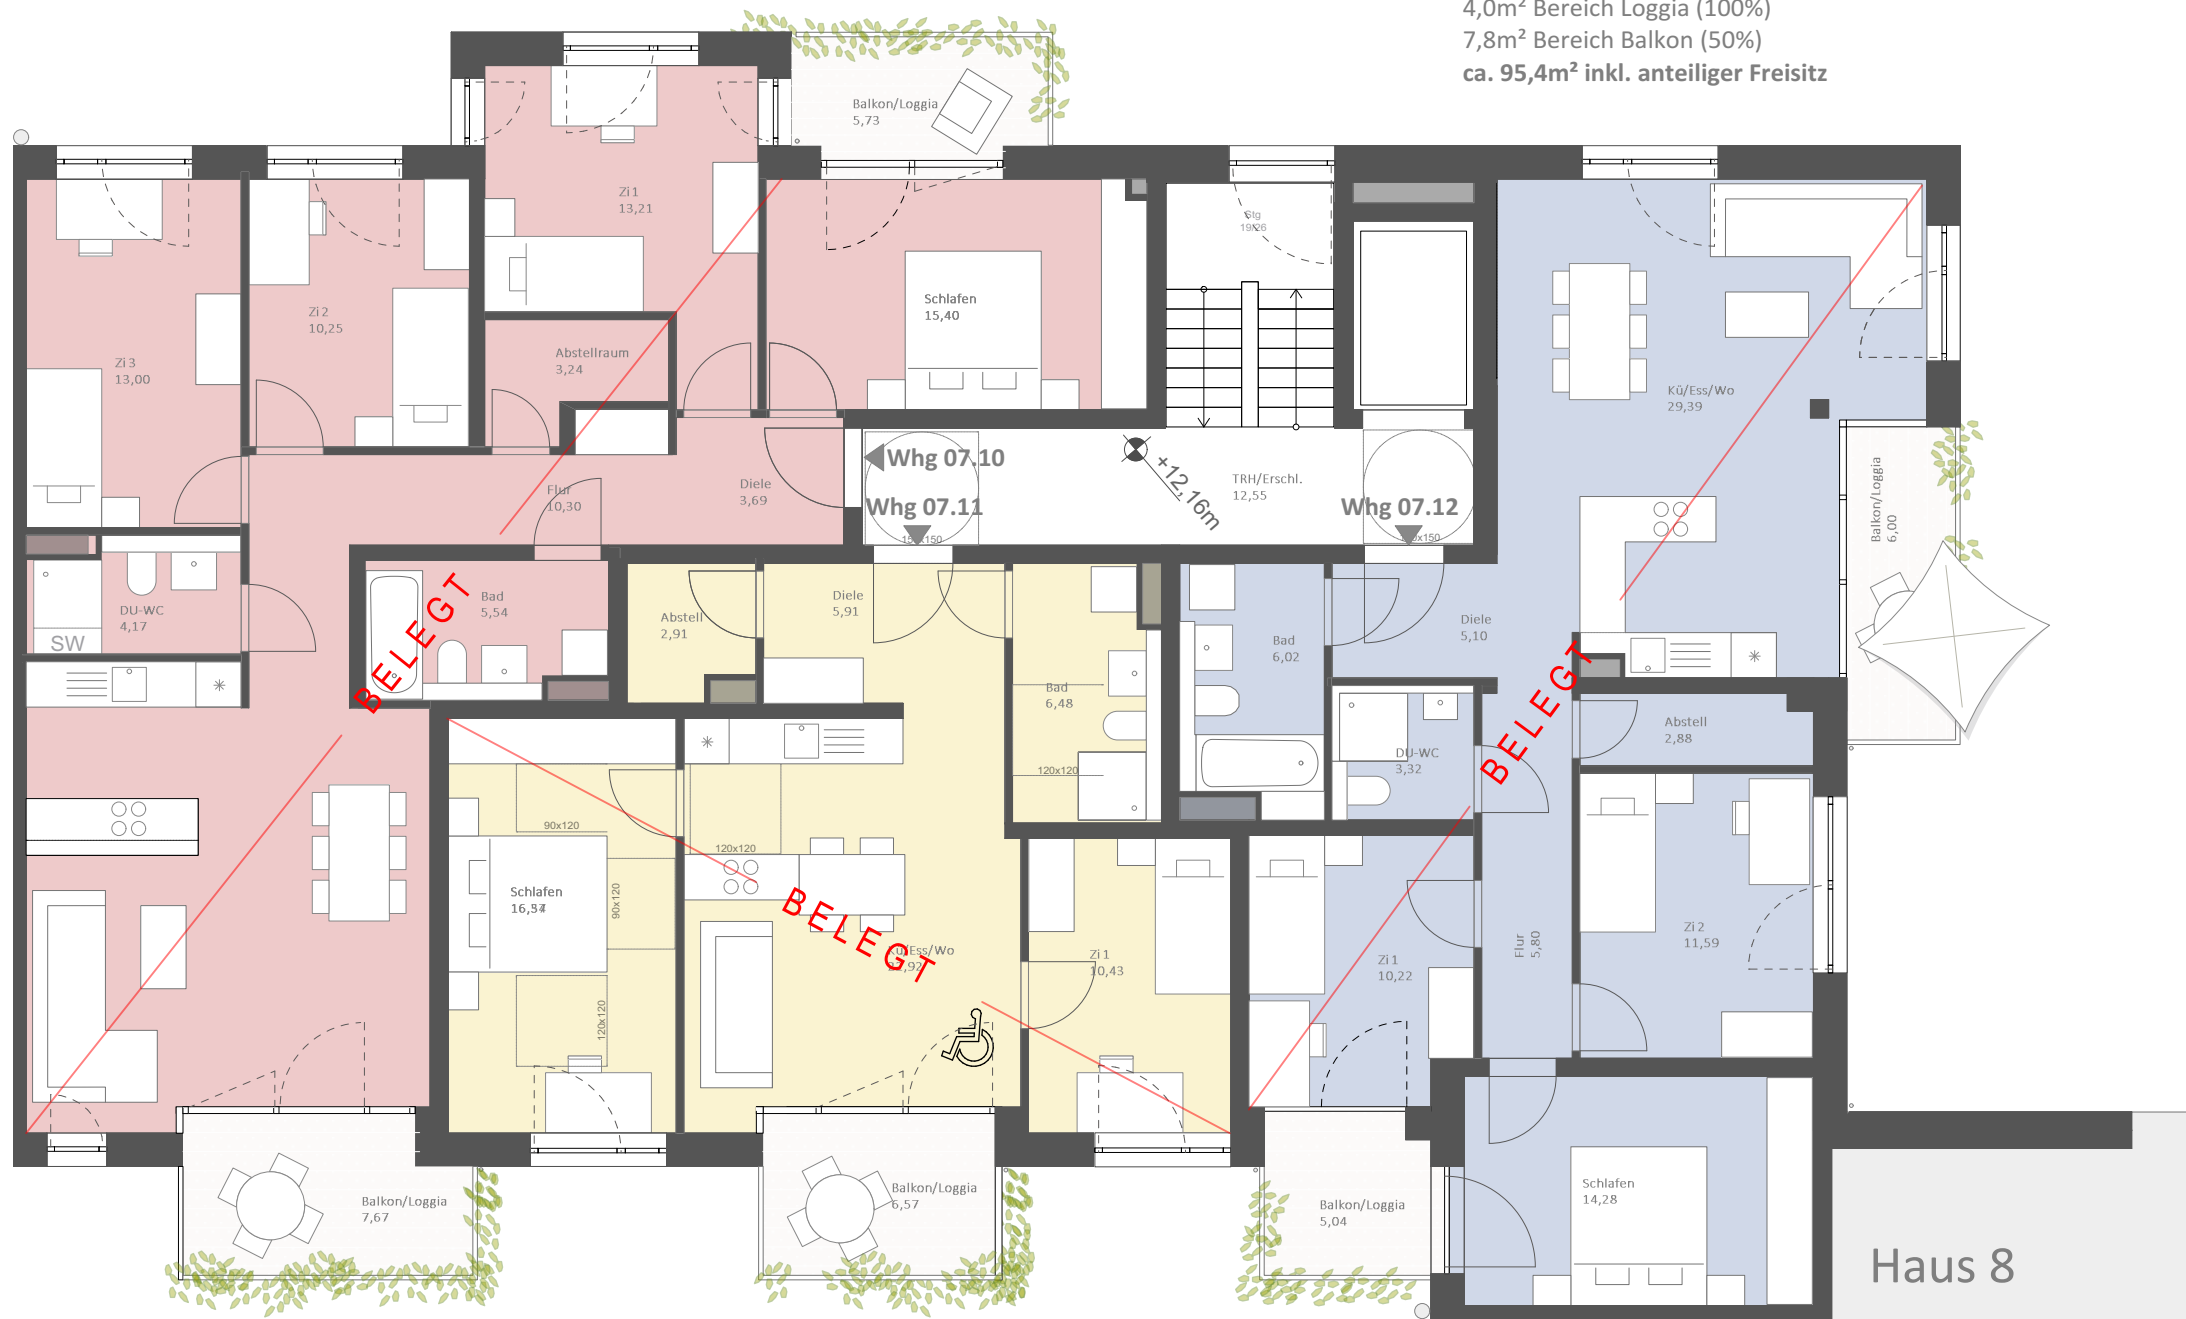 4,0m² Bereich Loggia (100%)
7,8m² Bereich Balkon (50%)
ca. 95,4m² inkl. anteiliger Freisitz
Balkon/Loggia
5,73
Zi 1
13,21
Stg
Zi 2
10,25
Schlafen
15,40
Zi 3
13,00
Abstellraum
3,24
Kü/Ess/Wo
29,39
Whg 07.10
Diele
3,69
Flur
10,30
Whg 07.11
+12,16m
TRH/Erschl.
12,55
Whg 07.12
Balkon/Loggia
6,00
DU-WC
4,17
SW
Bad
5,54
BELEGT
Abstell
2,91
Diele
5,91
Bad
6,48
120x120
Bad
6,02
Diele
5,10
BELEGT
DU-WC
3,32
Abstell
2,88
90x120
120x120
Schlafen
90x120
120x120
BELEGT
Kü/Ess/Wo
Zi 1
10,43
Zi 1
10,22
Flur
5,80
Zi 2
11,59
Balkon/Loggia
7,67
Balkon/Loggia
6,57
Balkon/Loggia
5,04
Schlafen
14,28
Haus 8